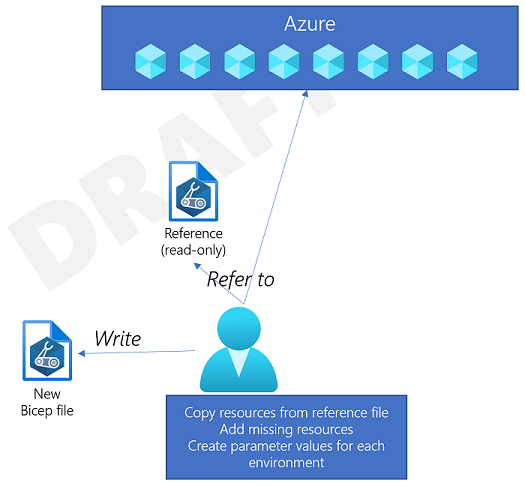 Azure
DRAFT
Reference
(read-only)
Refer to
Write
New
Bicep file
Copy resources from reference file
Add missing resources
Create parameter values for each
environment